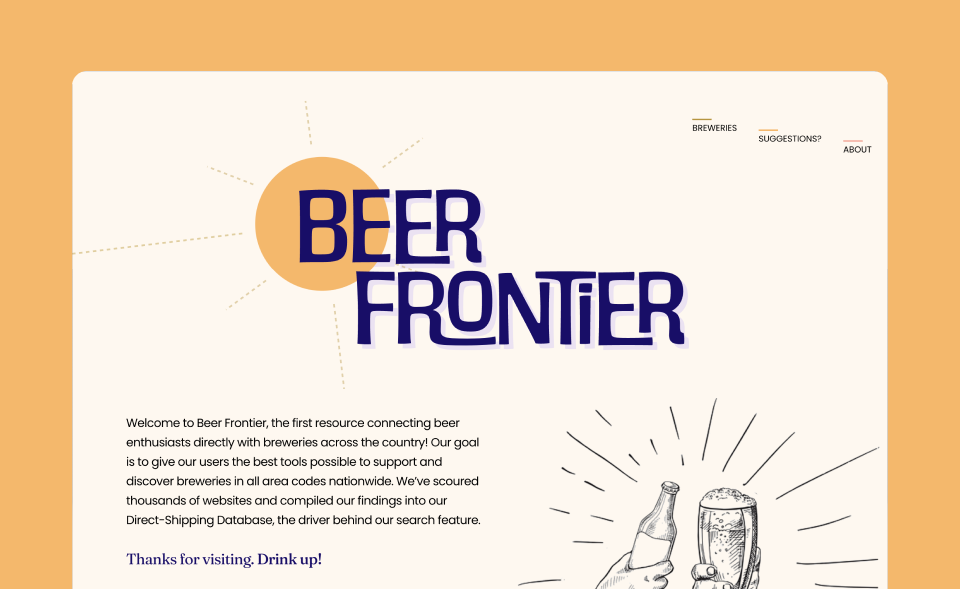 BREWERIES
SUGGESTIONS?
ABOUT
BEER
FRONTiER
Welcome to Beer Frontier, the first resource connecting beer
enthusiasts directly with breweries across the country! Our goal
is to give our users the best tools possible to support and
discover breweries in all area codes nationwide. We’ve scoured
thousands of websites and compiled our findings into our
Direct-Shipping Database, the driver behind our search feature.
Thanks for visiting. Drink up!